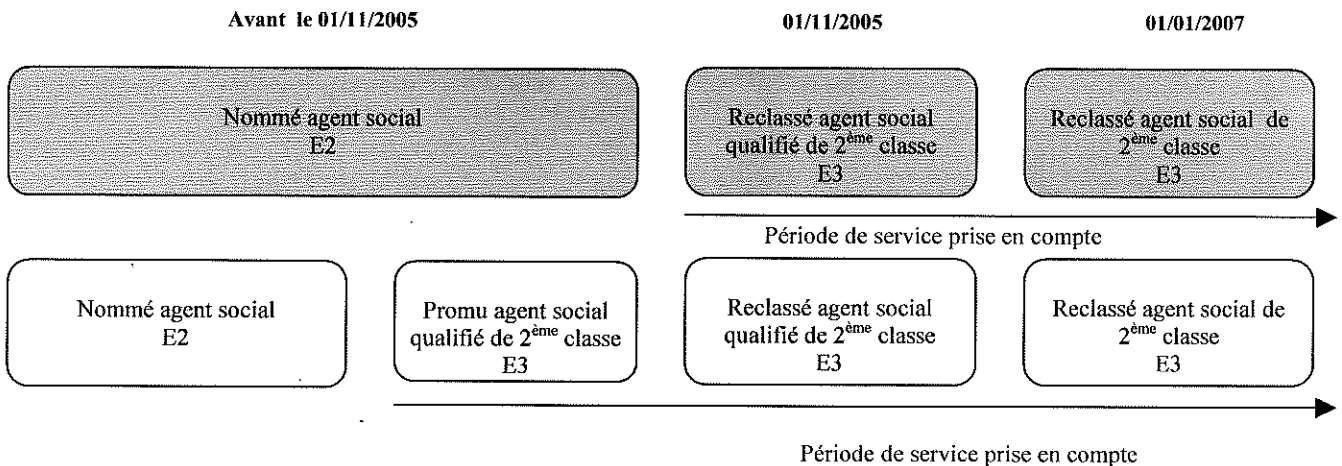 Avant le 01/11/2005
01/11/2005
01/01/2007
Nommé agent social
E2
Reclassé agent social
qualifié de 2ème classe
E3
Reclassé agent social de
2ème classe
E3
Période de service prise en compte
Nommé agent social
E2
Promu agent social
qualifié de 2ème classe
E3
Reclassé agent social
qualifié de 2ème classe
E3
Reclassé agent social de
2ème classe
E3
Période de service prise en compte